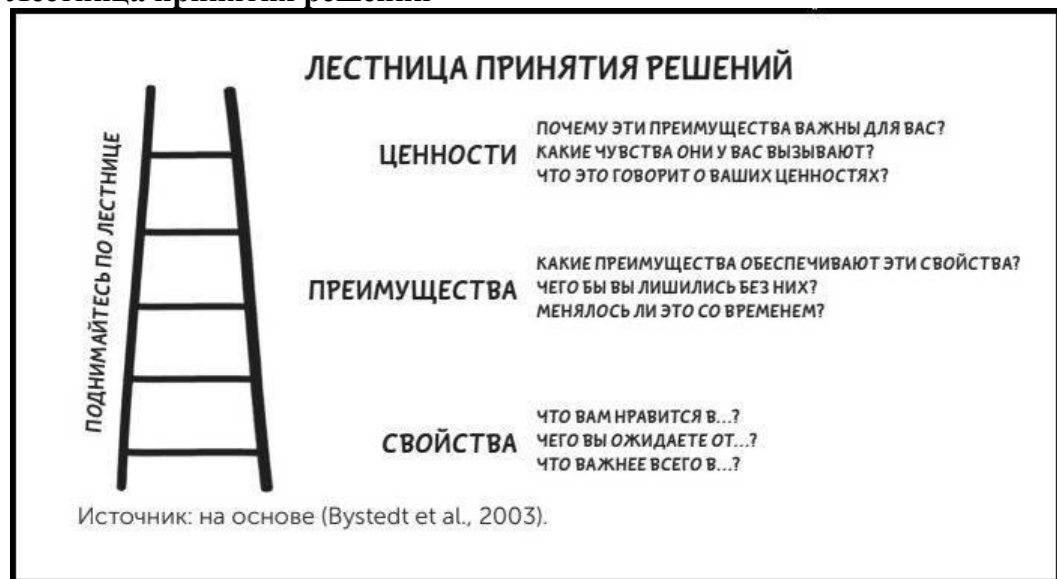 Лестница принятия решений
ЛЕСТНИЦА ПРИНЯТИЯ РЕШЕНИЙ
ПОДНИМАЙТЕСЬ ПО ЛЕСТНИЦЕ
ЦЕННОСТИ
ПОЧЕМУ ЭТИ ПРЕИМУЩЕСТВА ВАЖНЫ ДЛЯ ВАС?
КАКИЕ ЧУВСТВА ОНИ У ВАС ВЫЗЫВАЮТ?
ЧТО ЭТО ГОВОРИТ О ВАШИХ ЦЕННОСТЯХ?
ПРЕИМУЩЕСТВА
КАКИЕ ПРЕИМУЩЕСТВА ОБЕСПЕЧИВАЮТ ЭТИ СВОЙСТВА?
ЧЕГО БЫ ВЫ ЛИШИЛИСЬ БЕЗ НИХ?
МЕНЯЛОСЬ ЛИ ЭТО СО ВРЕМЕНЕМ?
СВОЙСТВА
ЧТО ВАМ НРАВИТСЯ В...?
ЧЕГО ВЫ ОЖИДАЕТЕ ОТ...?
ЧТО ВАЖНЕЕ ВСЕГО В...?
Источник: на основе (Bystedt et al., 2003).